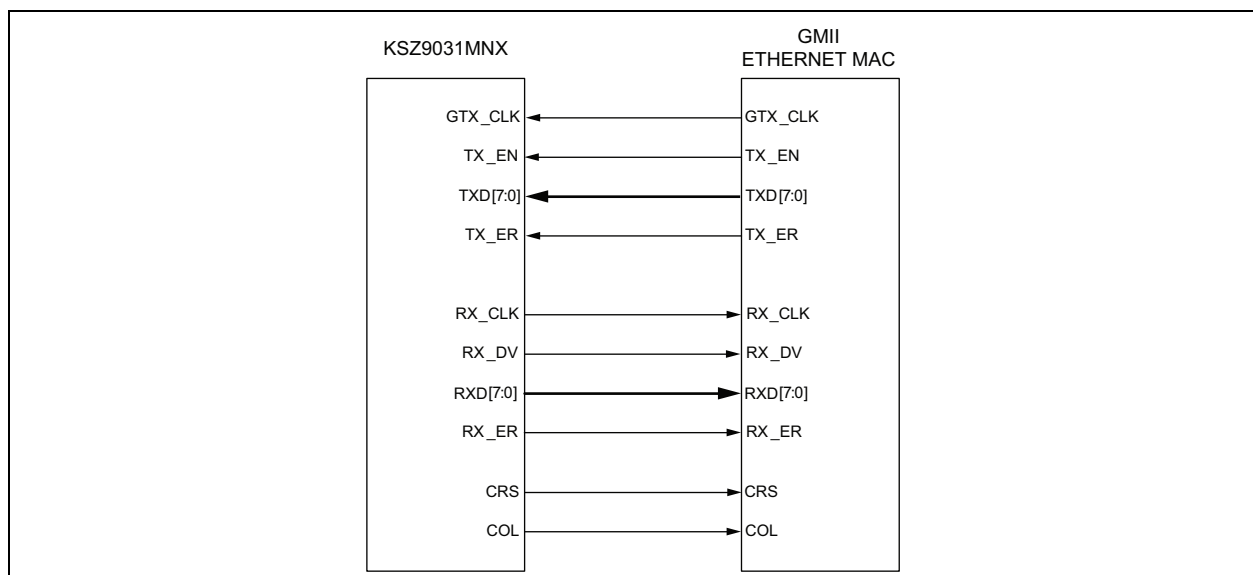 KSZ9031MNX
GMII
ETHERNET MAC
GTX_CLK GTX_CLK
TX_EN TX_EN
TXD[7:0] TXD[7:0]
TX_ER TX_ER
RX_CLK RX_CLK
RX_DV RX_DV
RXD[7:0] RXD[7:0]
RX_ER RX_ER
CRS CRS
COL COL